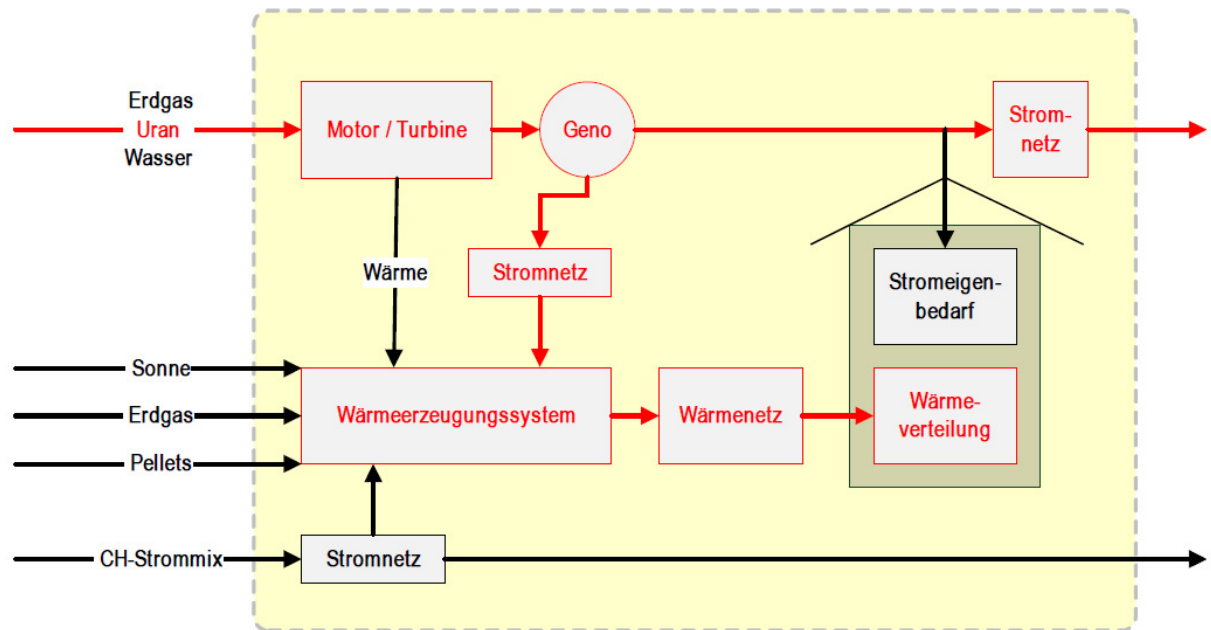 Erdgas
Uran
Wasser
Motor / Turbine
Geno
Strom-
netz
Wärme
Stromnetz
Stromeigen-
bedarf
Sonne
Erdgas
Pellets
Wärmeerzeugungssystem
Wärmenetz
Wärme-
verteilung
CH-Strommix
Stromnetz